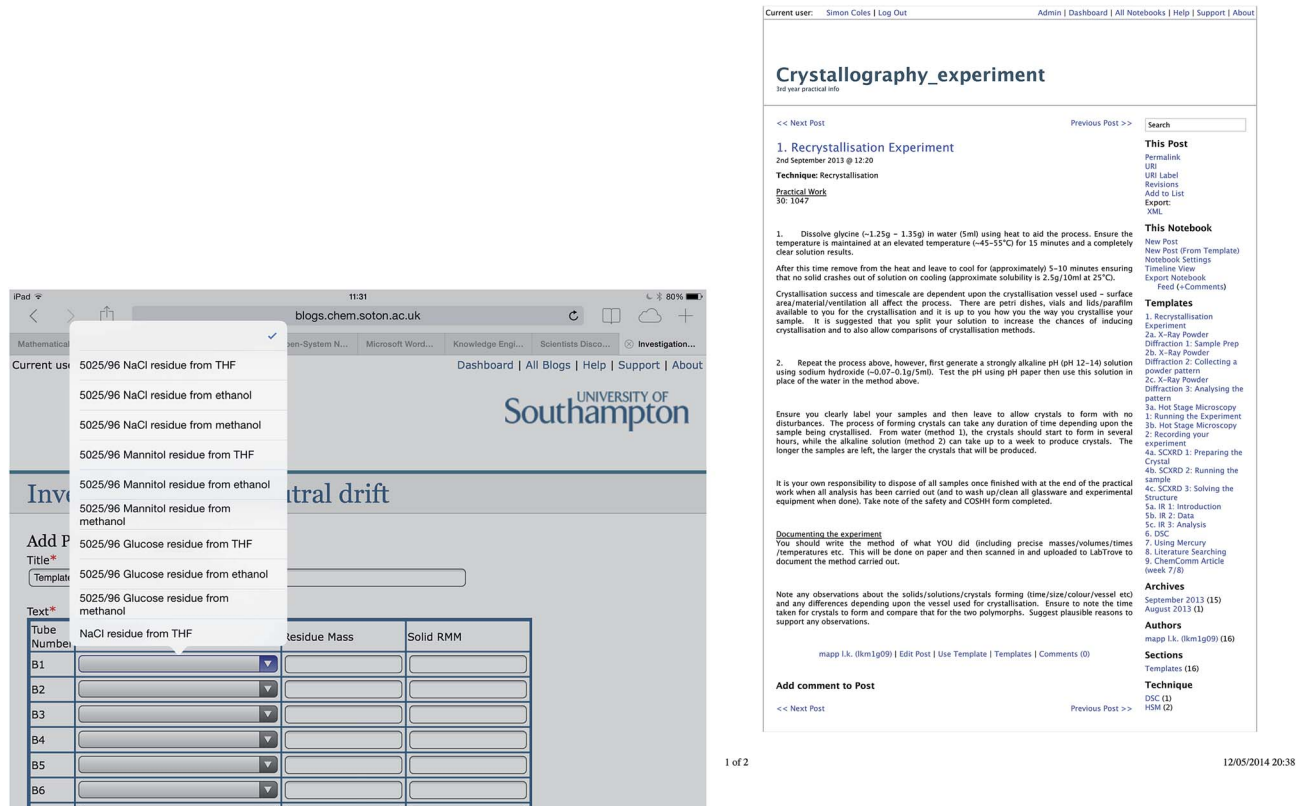 iPad 11:31 80%
blogs.chem.soton.ac.uk
Mathematical pen-System N... Microsoft Word... Knowledge Engi... Scientists Disco... Investigation...
Dashboard | All Blogs | Help | Support | About
UNIVERSITY OF
Southampton
5025/96 NaCl residue from THF
5025/96 NaCl residue from ethanol
5025/96 NaCl residue from methanol
5025/96 Mannitol residue from THF
5025/96 Mannitol residue from ethanol
5025/96 Mannitol residue from
methanol
5025/96 Glucose residue from THF
5025/96 Glucose residue from ethanol
5025/96 Glucose residue from
methanol
NaCl residue from THF
Current use
Inve utral drift
Add P
Title*
Template
Text*
Tube
Number Residue Mass Solid RMM
B1
B2
B3
B4
B5
B6
Current user: Simon Coles | Log Out Admin | Dashboard | All Notebooks | Help | Support | About
Crystallography_experiment
3rd year practical info
<< Next Post Previous Post >>
1. Recrystallisation Experiment
2nd September 2013 @ 12:20
Technique: Recrystallisation
Practical Work
30: 1047
1. Dissolve glycine (~1.25g – 1.35g) in water (5ml) using heat to aid the process. Ensure the
temperature is maintained at an elevated temperature (~45-55°C) for 15 minutes and a completely
clear solution results.
After this time remove from the heat and leave to cool for (approximately) 5-10 minutes ensuring
that no solid crashes out of solution on cooling (approximate solubility is 2.5g/10ml at 25°C).
Crystallisation success and timescale are dependent upon the crystallisation vessel used – surface
area/material/ventilation all affect the process. There are petri dishes, vials and lids/parafilm
available to you for the crystallisation and it is up to you how you the way you crystallise your
sample. It is suggested that you split your solution to increase the chances of inducing
crystallisation and to also allow comparisons of crystallisation methods.
2. Repeat the process above, however, first generate a strongly alkaline pH (pH 12-14) solution
using sodium hydroxide (~0.07-0.1g/5ml). Test the pH using pH paper then use this solution in
place of the water in the method above.
Ensure you clearly label your samples and then leave to allow crystals to form with no
disturbances. The process of forming crystals can take any duration of time depending upon the
sample being crystallised. From water (method 1), the crystals should start to form in several
hours, while the alkaline solution (method 2) can take up to a week to produce crystals. The
longer the samples are left, the larger the crystals that will be produced.
It is your own responsibility to dispose of all samples once finished with at the end of the practical
work when all analysis has been carried out (and to wash up/clean all glassware and experimental
equipment when done). Take note of the safety and COSHH form completed.
Documenting the experiment
You should write the method of what YOU did (including precise masses/volumes/times
/temperatures etc. This will be done on paper and then scanned in and uploaded to LabTrove to
document the method carried out.
Note any observations about the solids/solutions/crystals forming (time/size/colour/vessel etc)
and any differences depending upon the vessel used for crystallisation. Ensure to note the time
taken for crystals to form and compare that for the two polymorphs. Suggest plausible reasons to
support any observations.
mapp l.k. (lkm1g09) | Edit Post | Use Template | Templates | Comments (0)
Add comment to Post
<< Next Post Previous Post >>
Search
This Post
Permalink
URI
URI Label
Revisions
Add to List
Export:
XML
This Notebook
New Post
New Post (From Template)
Notebook Settings
Timeline View
Export Notebook
Feed (+Comments)
Templates
1. Recrystallisation
Experiment
2a. X-Ray Powder
Diffraction 1: Sample Prep
2b. X-Ray Powder
Diffraction 2: Collecting a
powder pattern
2c. X-Ray Powder
Diffraction 3: Analysing the
pattern
3a. Hot Stage Microscopy
1: Running the Experiment
3b. Hot Stage Microscopy
2: Recording your
experiment
4a. SCXRD 1: Preparing the
Crystal
4b. SCXRD 2: Running the
sample
4c. SCXRD 3: Solving the
Structure
5a. IR 1: Introduction
5b. IR 2: Data
5c. IR 3: Analysis
6. DSC
7. Using Mercury
8. Literature Searching
9. ChemComm Article
(week 7/8)
Archives
September 2013 (15)
August 2013 (1)
Authors
mapp l.k. (lkm1g09) (16)
Sections
Templates (16)
Technique
DSC (1)
HSM (2)
1 of 2 12/05/2014 20:38